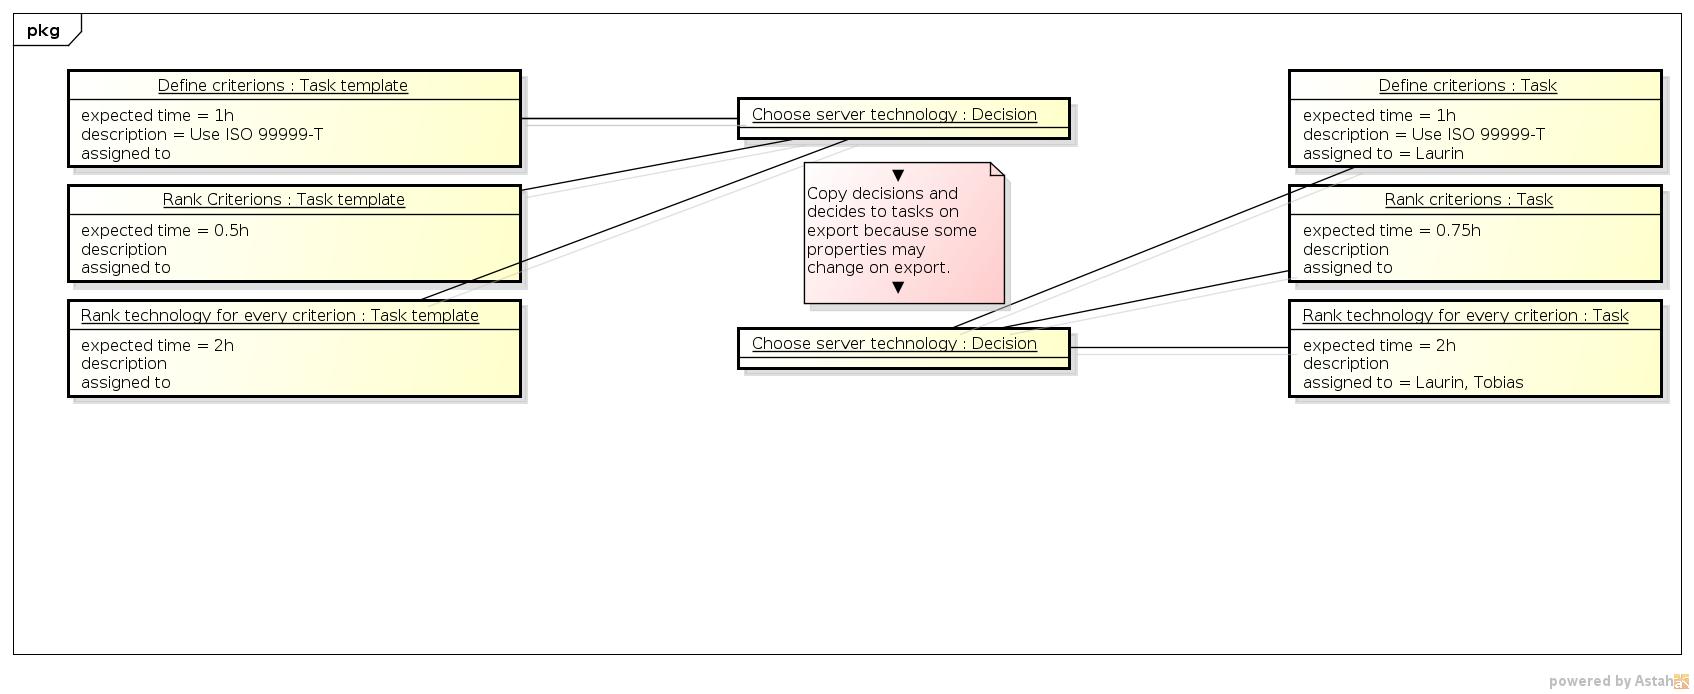 pkg
Define criterions : Task template
expected time = 1h
description = Use ISO 99999-T
assigned to
Rank Criterions : Task template
expected time = 0.5h
description
assigned to
Rank technology for every criterion : Task template
expected time = 2h
description
assigned to
Choose server technology : Decision
▼
Copy decisions and
decides to tasks on
export because some
properties may
change on export.
▼
Choose server technology : Decision
Define criterions : Task
expected time = 1h
description = Use ISO 99999-T
assigned to = Laurin
Rank criterions : Task
expected time = 0.75h
description
assigned to
Rank technology for every criterion : Task
expected time = 2h
description
assigned to = Laurin, Tobias
powered by Astah